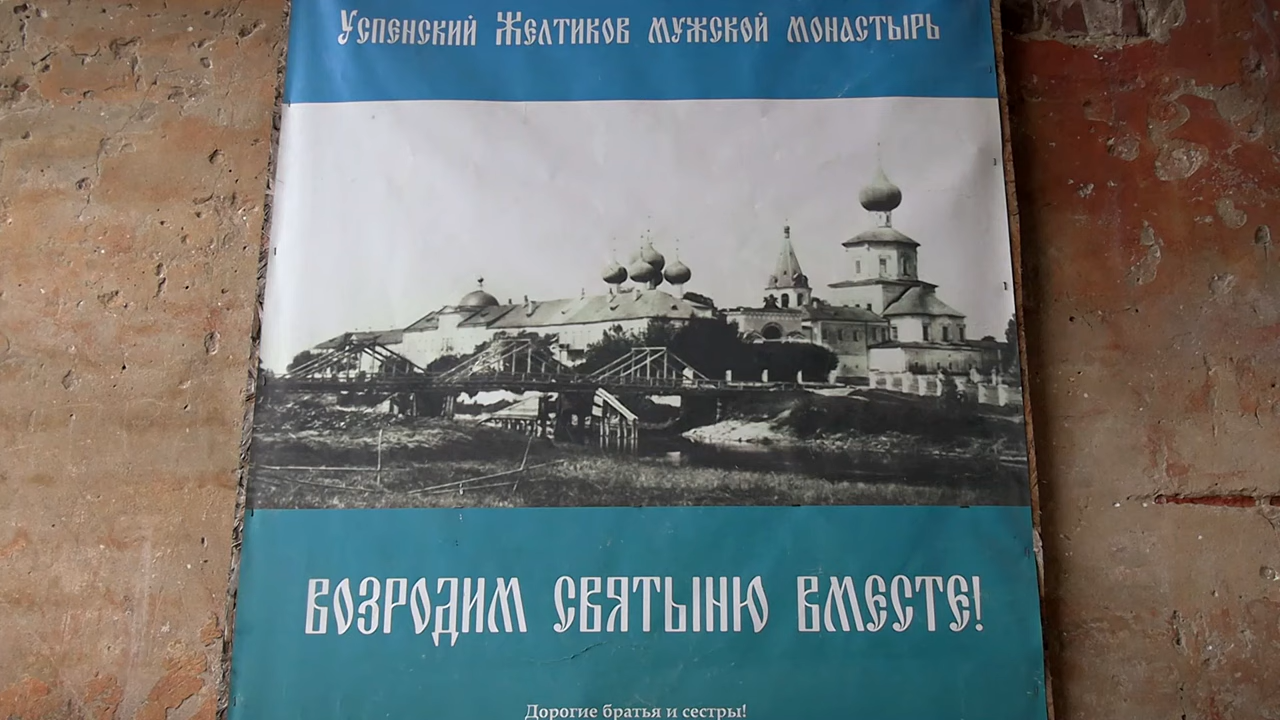 Успенский Желтиков мужской монастырь
ВОЗРОДИМ СВЯТЫНЮ ВМЕСТЕ!
Дорогие братья и сестры!